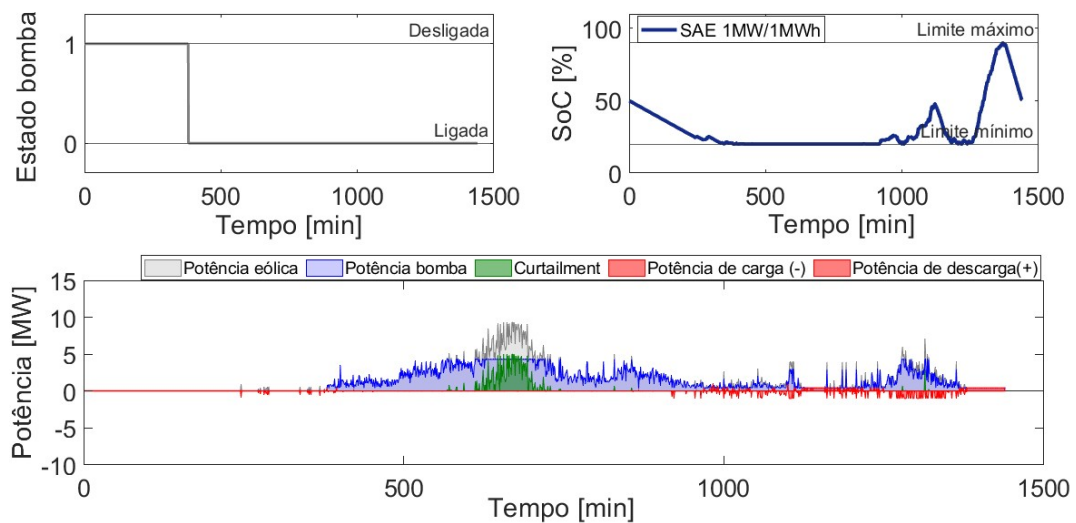 Estado bomba
1
0
Desligada
Ligada
0
500
1000
1500
Tempo [min]
SoC [%]
100
50
0
SAE 1MW/1MWh
Limite máximo
Limite mínimo
0
500
1000
1500
Tempo [min]
Potência eólica
Potência bomba
Curtailment
Potência de carga (-)
Potência de descarga(+)
Potência [MW]
15
10
5
0
-5
-10
0
500
1000
1500
Tempo [min]